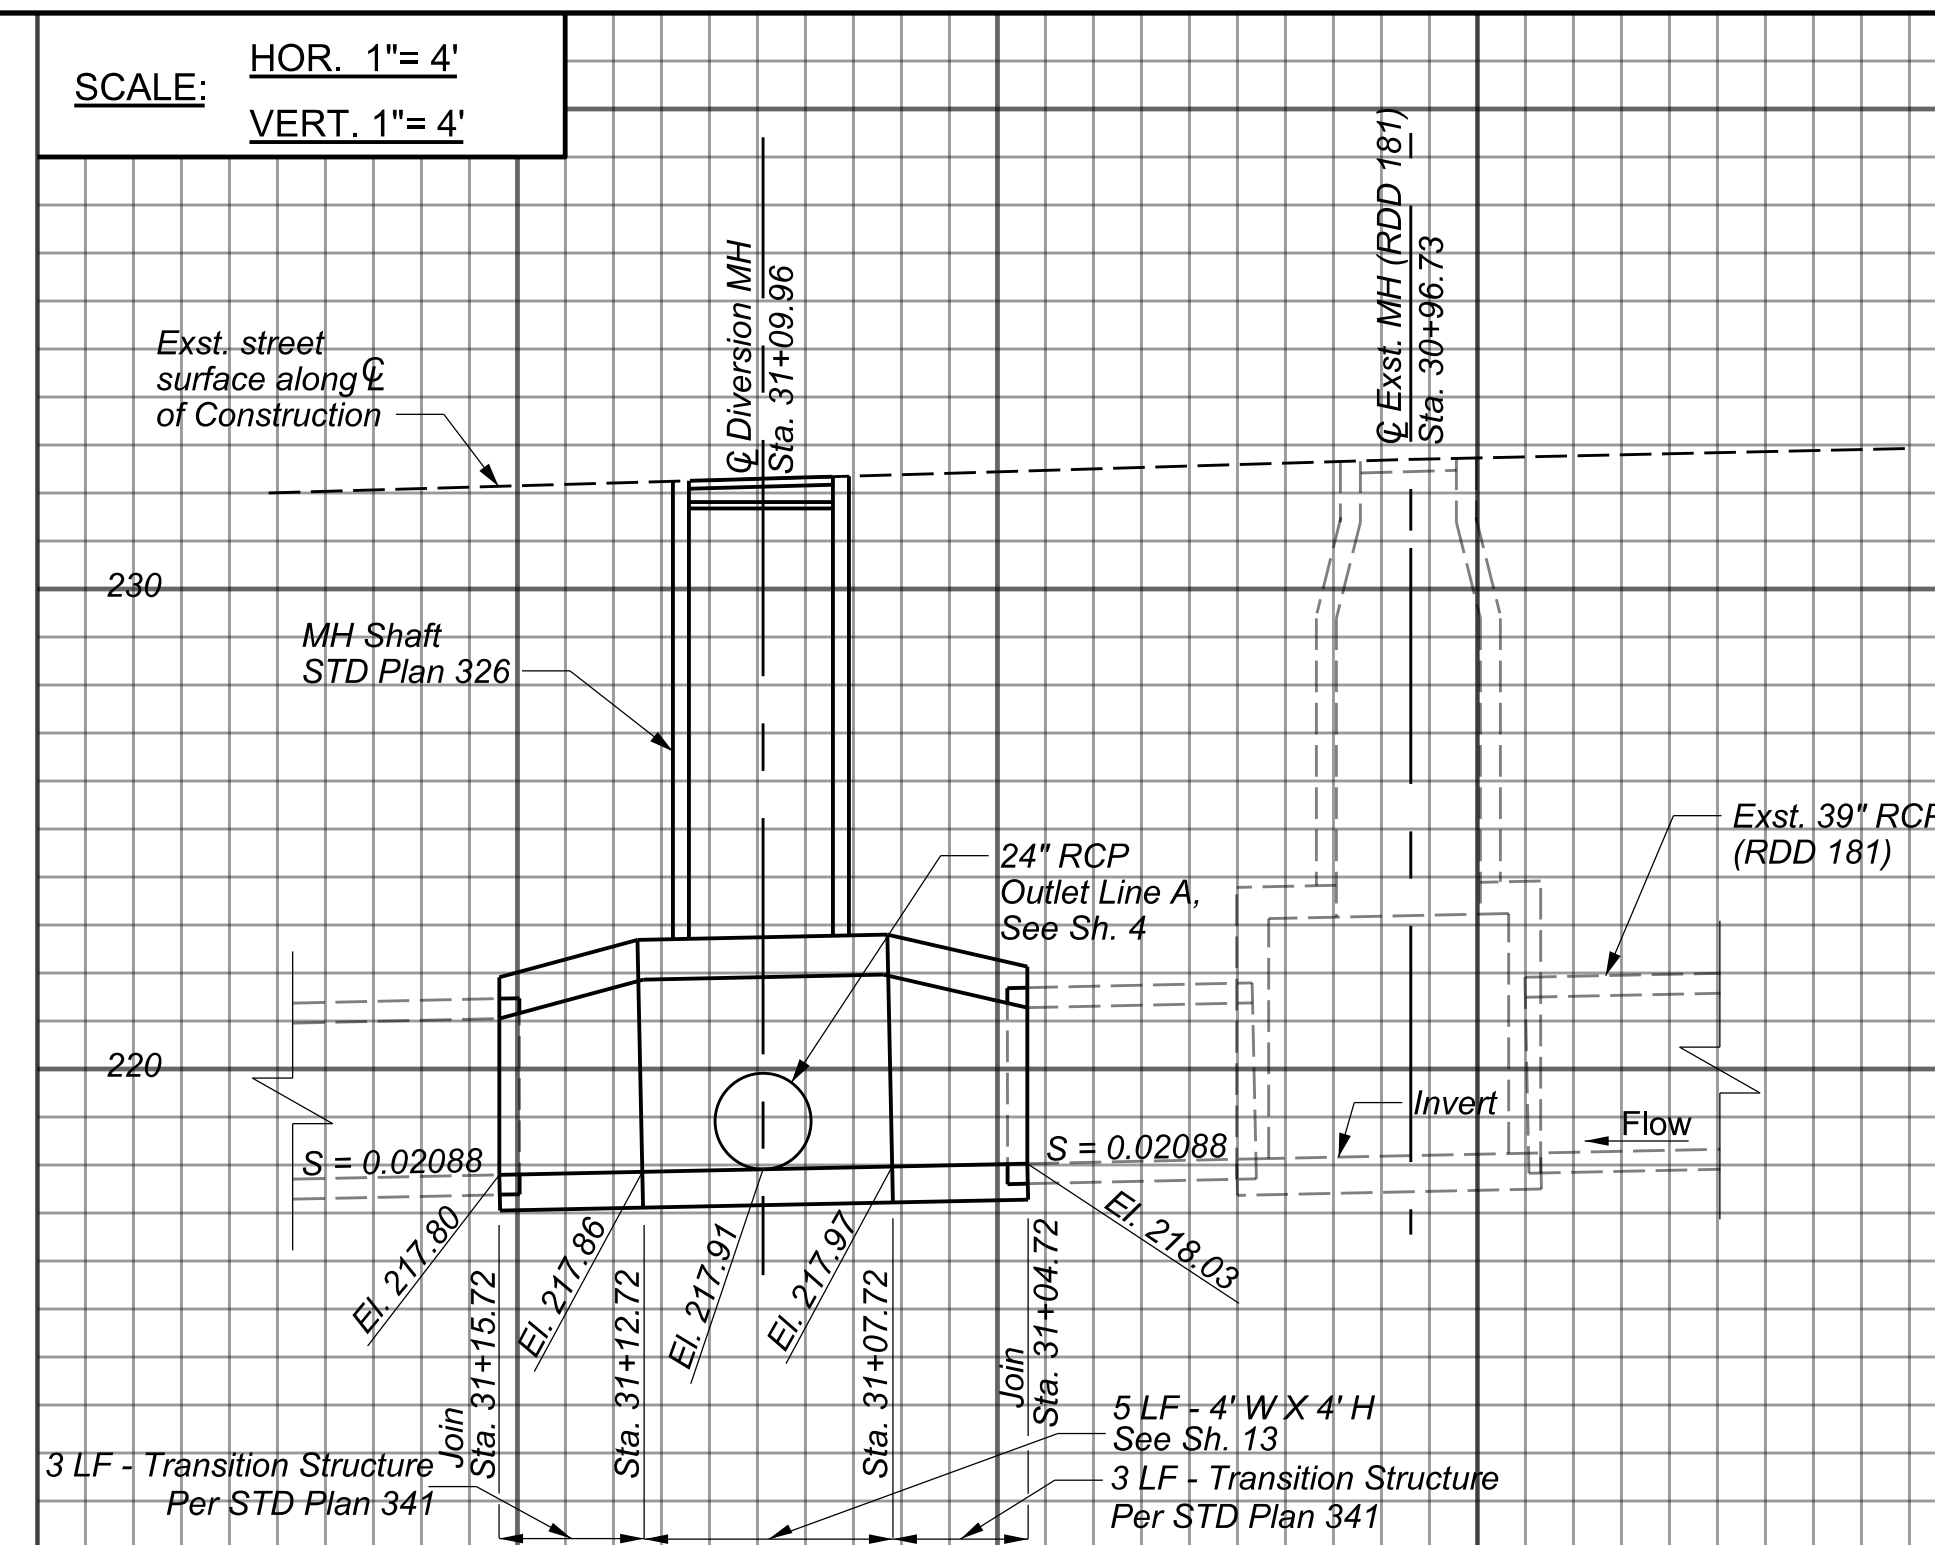 SCALE:
HOR. 1"= 4'
VERT. 1"= 4'
℄ Diversion MH
Sta. 31+09.96
℄ Exst. MH (RDD 181)
Sta. 30+96.73
Exst. street
surface along ℄
of Construction
230
MH Shaft
STD Plan 326
24" RCP
Outlet Line A,
See Sh. 4
Exst. 39" RCP
(RDD 181)
220
Invert
Flow
S = 0.02088
S = 0.02088
El. 217.80
El. 217.86
El. 217.91
El. 217.97
El. 218.03
Join
Sta. 31+15.72
Sta. 31+12.72
Sta. 31+07.72
Join
Sta. 31+04.72
3 LF - Transition Structure
Per STD Plan 341
5 LF - 4' W X 4' H
See Sh. 13
3 LF - Transition Structure
Per STD Plan 341